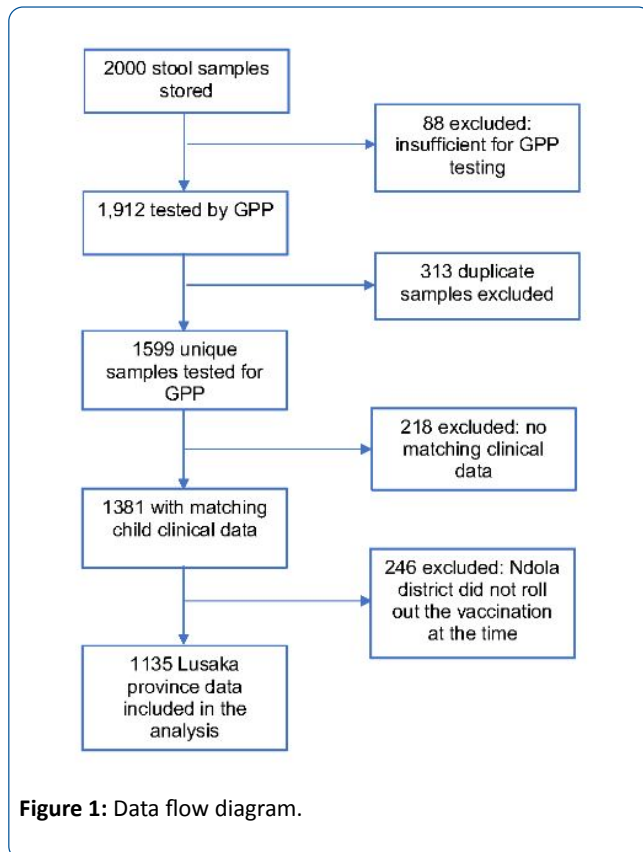 2000 stool samples
stored
88 excluded:
insufficient for GPP
testing
1,912 tested by GPP
313 duplicate
samples excluded
1599 unique
samples tested for
GPP
218 excluded: no
matching clinical
data
1381 with matching
child clinical data
246 excluded: Ndola
district did not roll
out the vaccination
at the time
1135 Lusaka
province data
included in the
analysis
Figure 1: Data flow diagram.